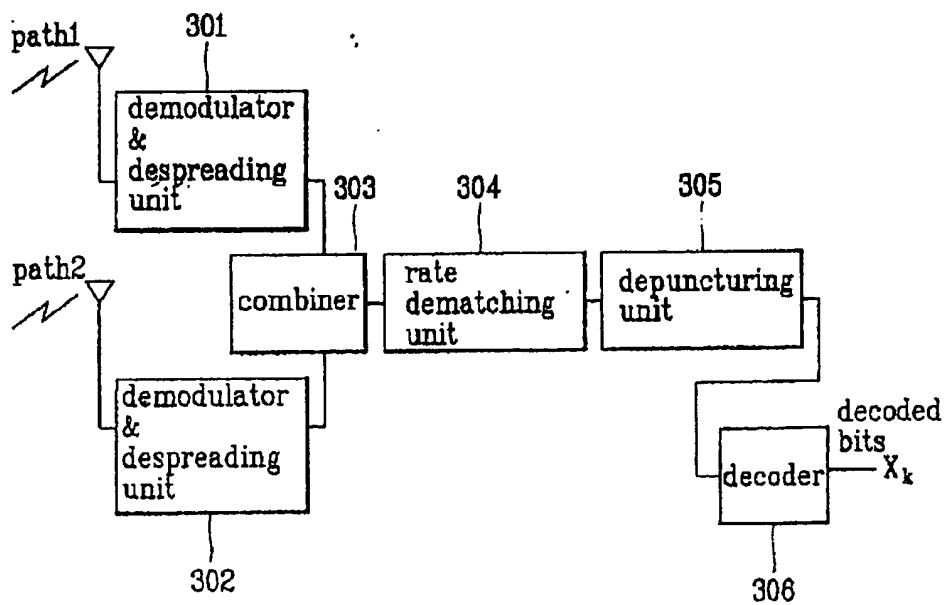 path1
301
demodulator
&
despreading
unit
303
304
305
path2
combiner
rate
dematching
unit
depuncturing
unit
demodulator
&
despreading
unit
302
decoded
bits
decoder
X_k
306